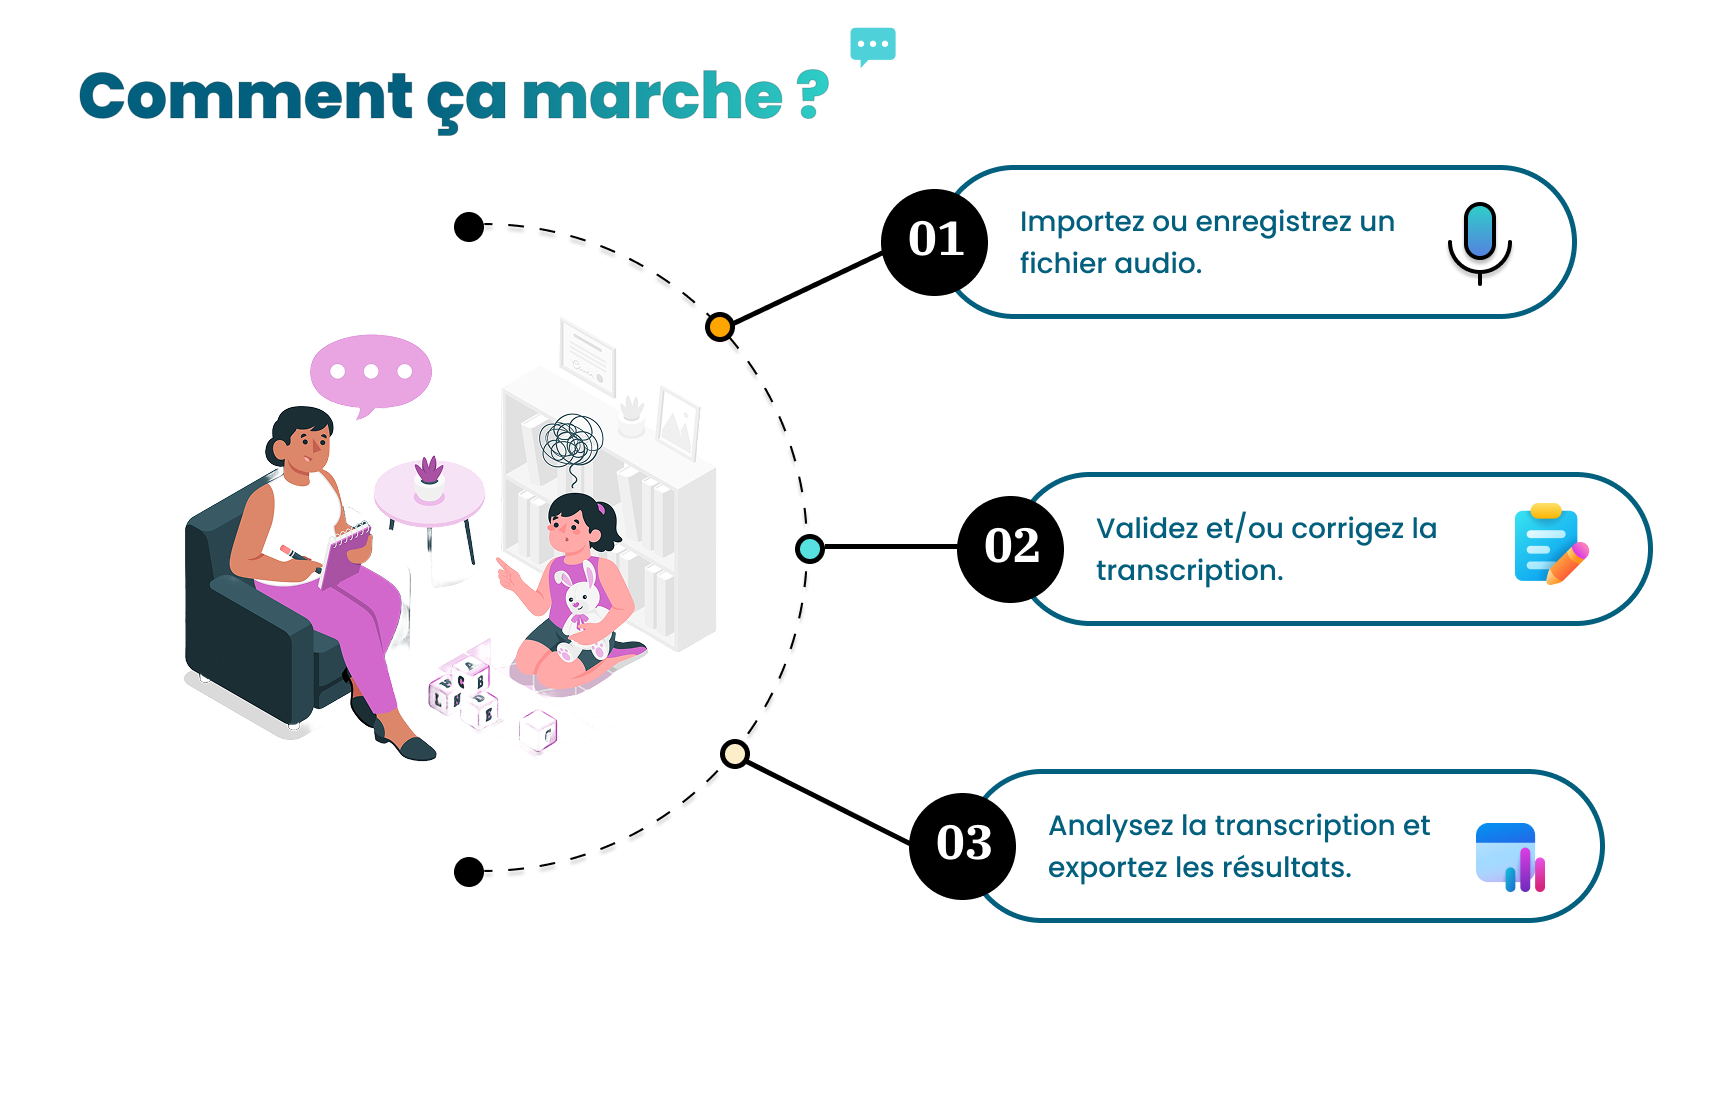 Comment ça marche ?
01
Importez ou enregistrez un
fichier audio.
02
Validez et/ou corrigez la
transcription.
03
Analysez la transcription et
exportez les résultats.